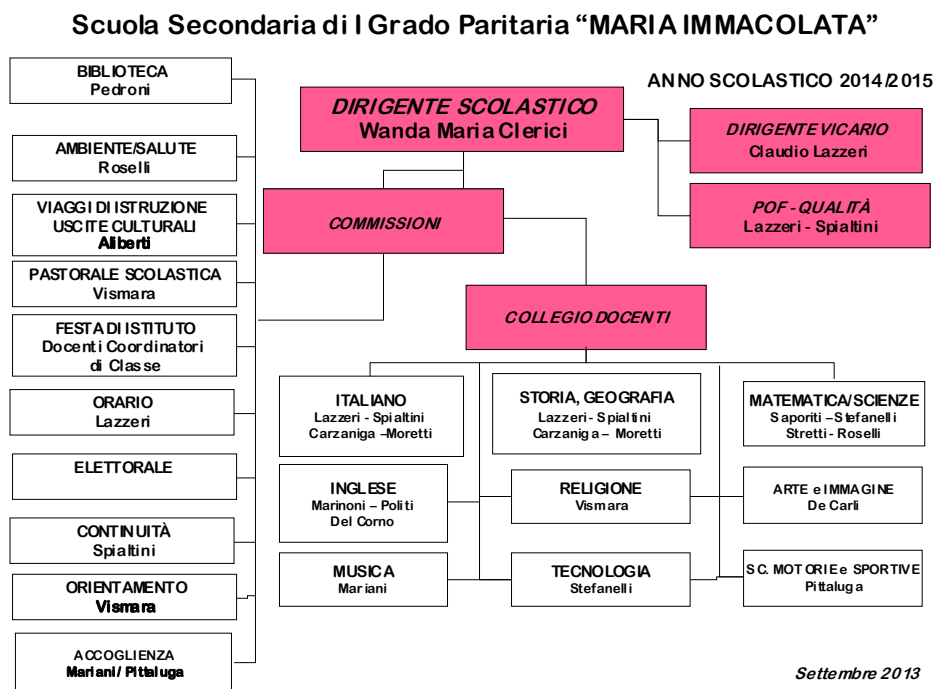 Scuola Secondaria di I Grado Paritaria “MARIA IMMACOLATA”
ANNO SCOLASTICO 2014/2015
DIRIGENTE SCOLASTICO
Wanda Maria Clerici
DIRIGENTE VICARIO
Claudio Lazzeri
POF - QUALITÀ
Lazzeri - Spialtini
COMMISSIONI
BIBLIOTECA
Pedroni
AMBIENTE/SALUTE
Roselli
VIAGGI DI ISTRUZIONE
USCITE CULTURALI
Aliberti
PASTORALE SCOLASTICA
Vismara
FESTA DI ISTITUTO
Docenti Coordinatori
di Classe
ORARIO
Lazzeri
ELETTORALE
CONTINUITÀ
Spialtini
ORIENTAMENTO
Vismara
ACCOGLIENZA
Mariani/ Pittaluga
COLLEGIO DOCENTI
ITALIANO
Lazzeri - Spialtini
Carzaniga –Moretti
STORIA, GEOGRAFIA
Lazzeri- Spialtini
Carzaniga – Moretti
MATEMATICA/SCIENZE
Saporiti –Stefanelli
Stretti- Roselli
INGLESE
Marinoni – Politi
Del Corno
RELIGIONE
Vismara
ARTE e IMMAGINE
De Carli
MUSICA
Mariani
TECNOLOGIA
Stefanelli
SC. MOTORIE e SPORTIVE
Pittaluga
Settembre 2013